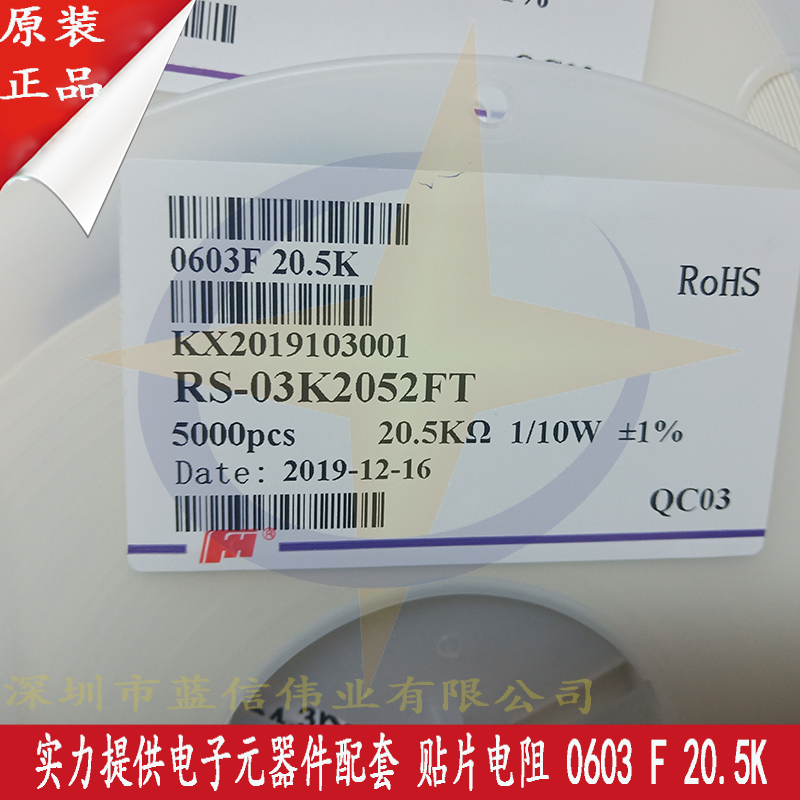 原装
正品
1%
0603F 20.5K
RoHS
KX2019103001
RS-03K2052FT
5000pcs 20.5KΩ 1/10W ±1%
Date: 2019-12-16
QC03
FH®
深圳市蓝信伟业有限公司
实力提供电子元器件配套 贴片电阻 0603 F 20.5K